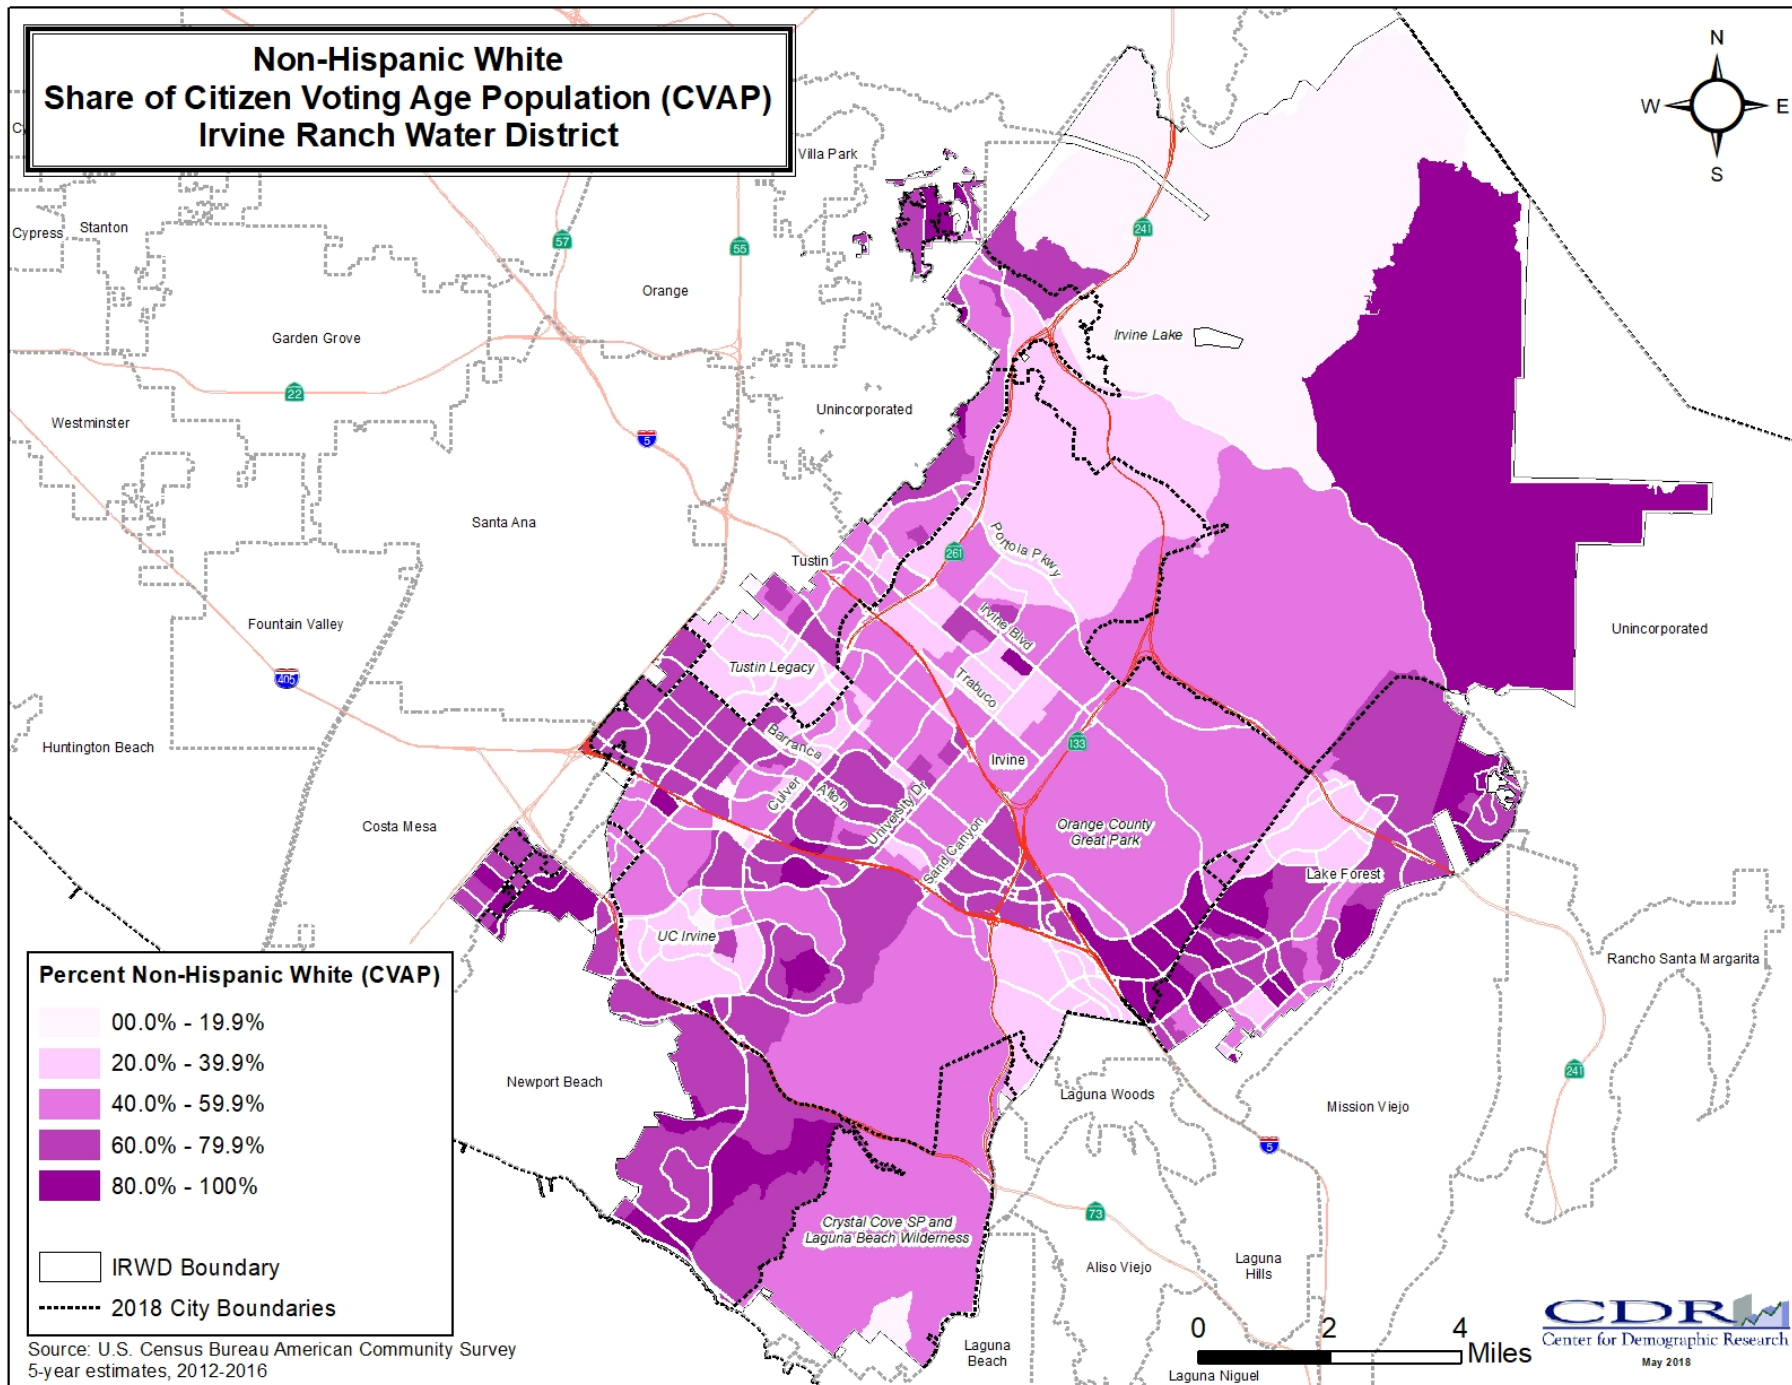 Non-Hispanic White
Share of Citizen Voting Age Population (CVAP)
Irvine Ranch Water District
N
W
E
S
Villa Park
Cypress
Stanton
57
55
241
Orange
Garden Grove
Irvine Lake
22
Westminster
Unincorporated
5
Santa Ana
Portola Pkwy
261
Tustin
Irvine Blvd
Fountain Valley
Unincorporated
Tustin Legacy
405
Trabuco
Huntington Beach
Barranca
133
Irvine
Culver
Alton
University Dr
Costa Mesa
Orange County
Great Park
Sand Canyon
Lake Forest
UC Irvine
Rancho Santa Margarita
Percent Non-Hispanic White (CVAP)
00.0% - 19.9%
20.0% - 39.9%
40.0% - 59.9%
60.0% - 79.9%
80.0% - 100%
IRWD Boundary
2018 City Boundaries
Newport Beach
Laguna Woods
241
Mission Viejo
5
73
Crystal Cove SP and
Laguna Beach Wilderness
Aliso Viejo
Laguna
Hills
Laguna
Beach
0 2 4
Miles
Laguna Niguel
CDR
Center for Demographic Research
May 2018
Source: U.S. Census Bureau American Community Survey
5-year estimates, 2012-2016